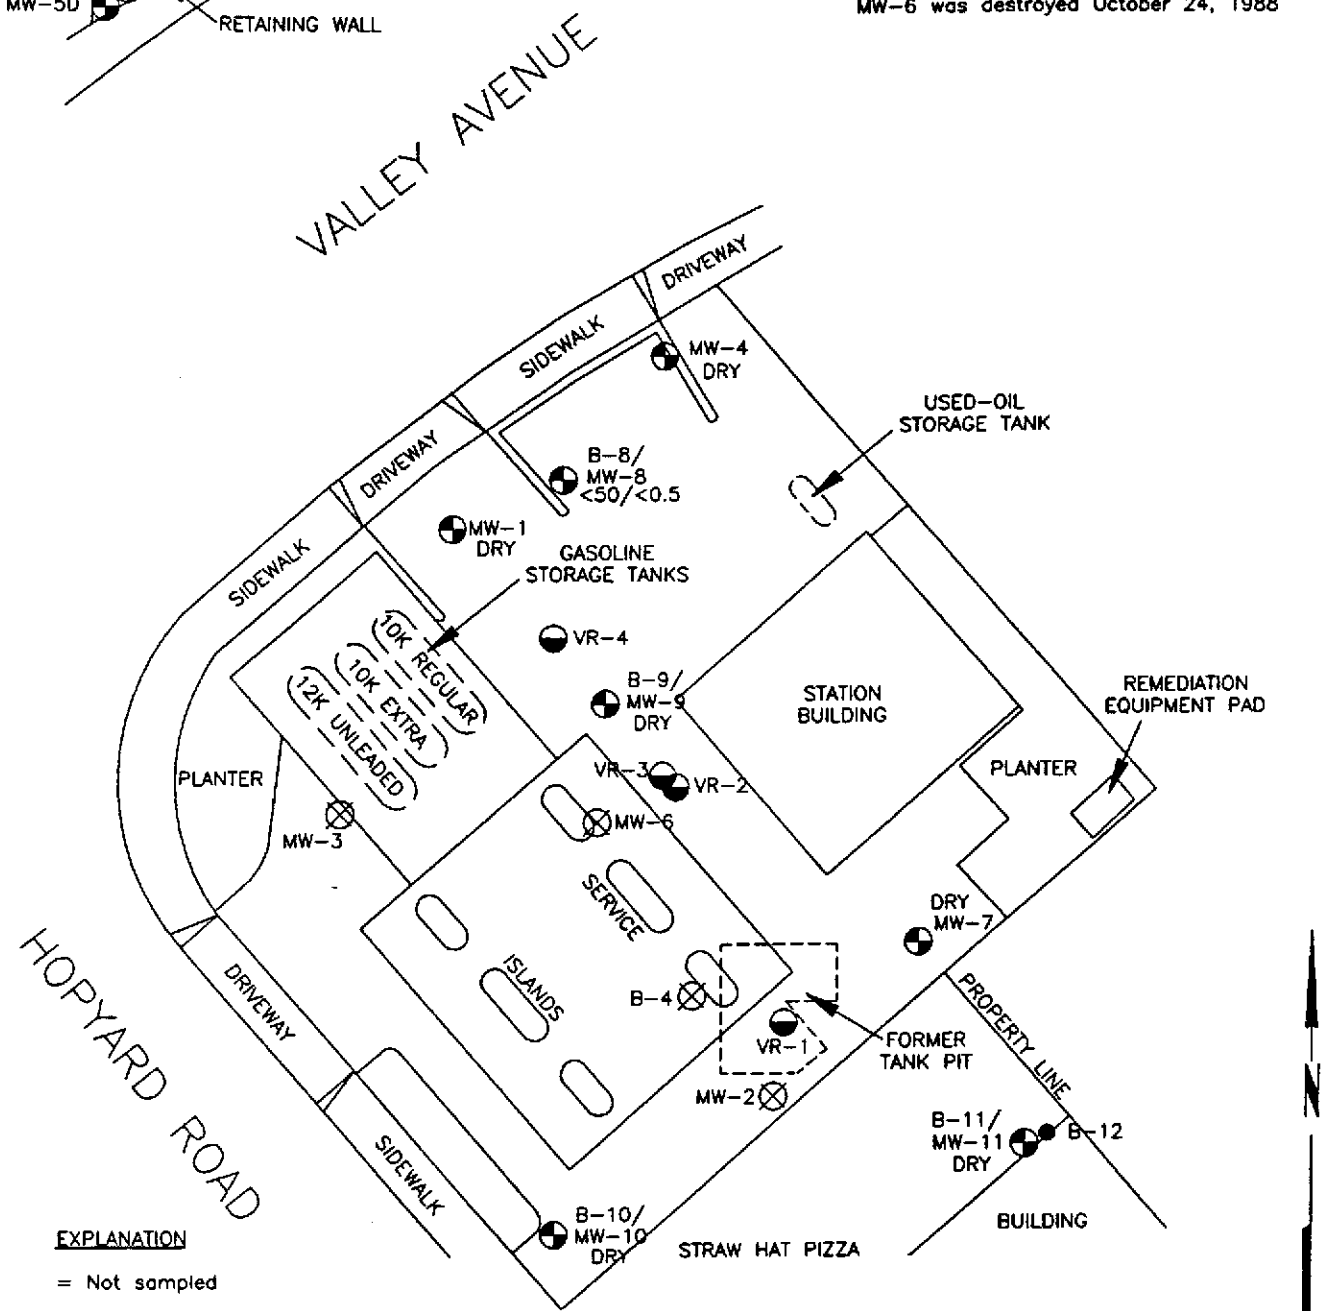 MW-5D
RETAINING WALL
MW-6 was destroyed October 24, 1988
VALLEY AVENUE
DRIVEWAY
SIDEWALK
MW-4
DRY
USED-OIL
STORAGE TANK
DRIVEWAY
B-8/
MW-8
<50/<0.5
MW-1
DRY
GASOLINE
STORAGE TANKS
SIDEWALK
10K REGULAR
10K EXTRA
12K UNLEADED
VR-4
B-9/
MW-9
DRY
STATION
BUILDING
REMEDIATION
EQUIPMENT PAD
PLANTER
PLANTER
VR-3
VR-2
MW-3
MW-6
SERVICE
ISLANDS
DRY
MW-7
HOPYARD ROAD
DRIVEWAY
B-4
VR-1
FORMER
TANK PIT
PROPERTY LINE
MW-2
B-11/
MW-11
DRY
B-12
N
SIDEWALK
B-10/
MW-10
DRY
STRAW HAT PIZZA
BUILDING
EXPLANATION
= Not sampled